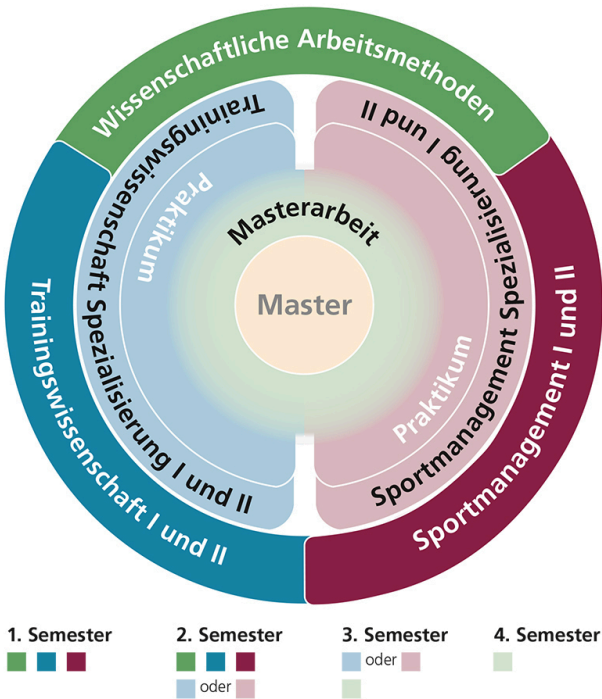 Wissenschaftliche Arbeitsmethoden
Trainingswissenschaft I und II
Sportmanagement I und II
Trainingswissenschaft Spezialisierung I und II
Sportmanagement Spezialisierung I und II
Praktikum
Praktikum
Masterarbeit
Master
1. Semester
2. Semester
oder
3. Semester
oder
4. Semester